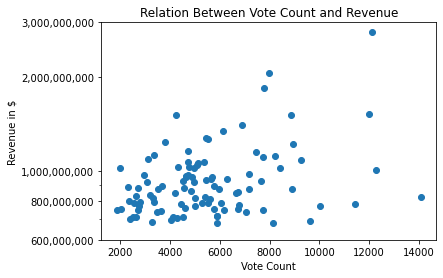 Relation Between Vote Count and Revenue
3,000,000,000
2,000,000,000
1,000,000,000
800,000,000
600,000,000
Revenue in $
2000 4000 6000 8000 10000 12000 14000
Vote Count